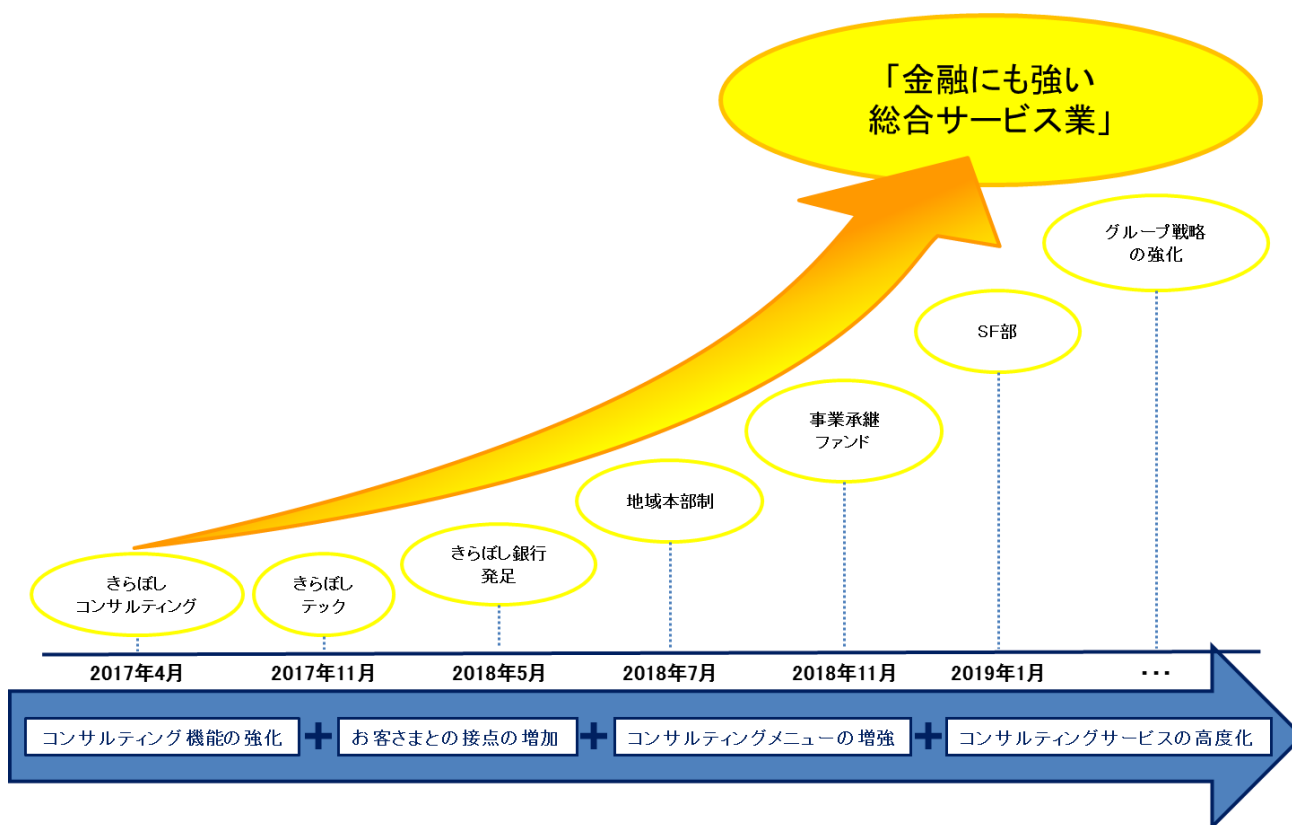 「金融にも強い
総合サービス業」
グループ戦略
の強化
SF部
事業承継
ファンド
地域本部制
きらぼし銀行
発足
きらぼし
テック
きらぼし
コンサルティング
2017年4月
2017年11月
2018年5月
2018年7月
2018年11月
2019年1月
・・・
コンサルティング機能の強化
+
お客さまとの接点の増加
+
コンサルティングメニューの増強
+
コンサルティングサービスの高度化